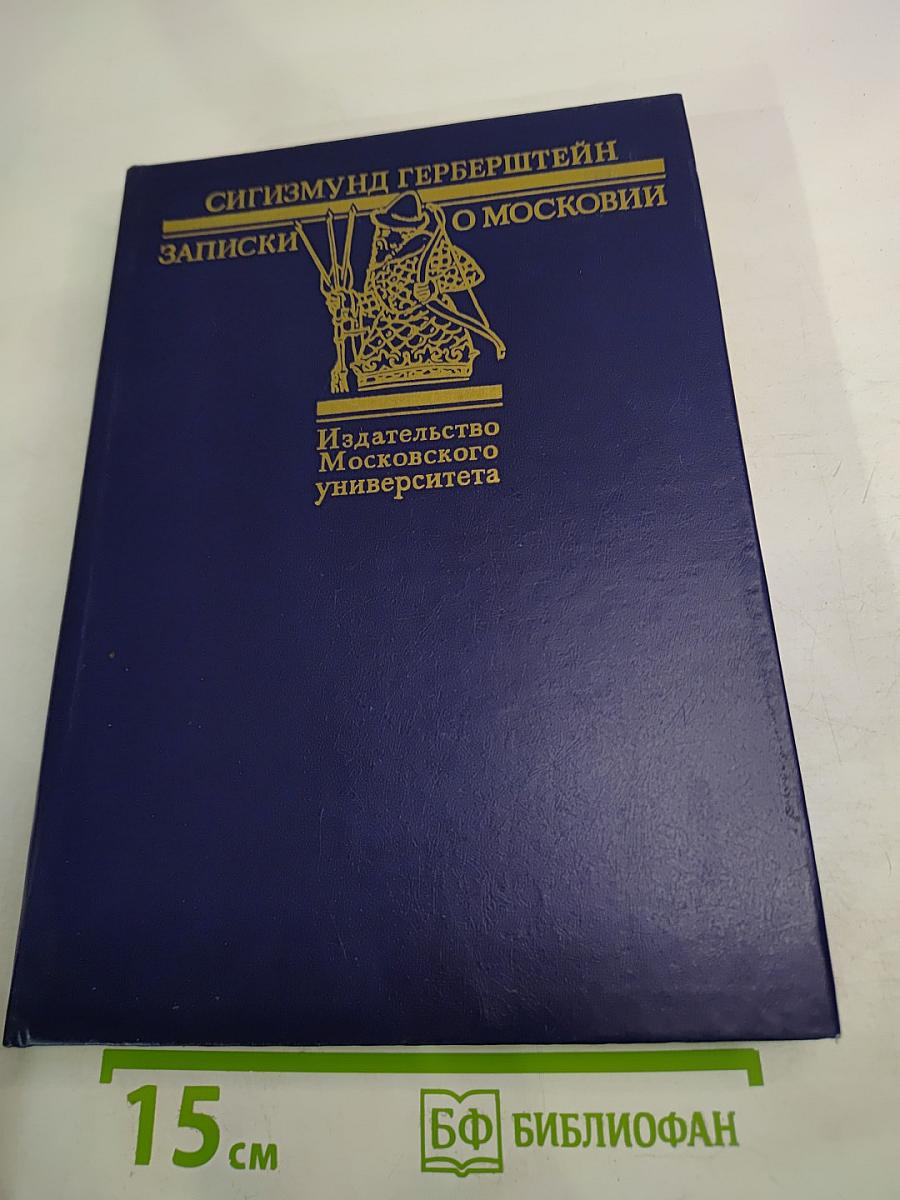 СИГИЗМУНД ГЕРБЕРШТЕЙН
ЗАПИСКИ О МОСКОВИИ
Издательство
Московского
университета
15 см
БФ БИБЛИОФАН